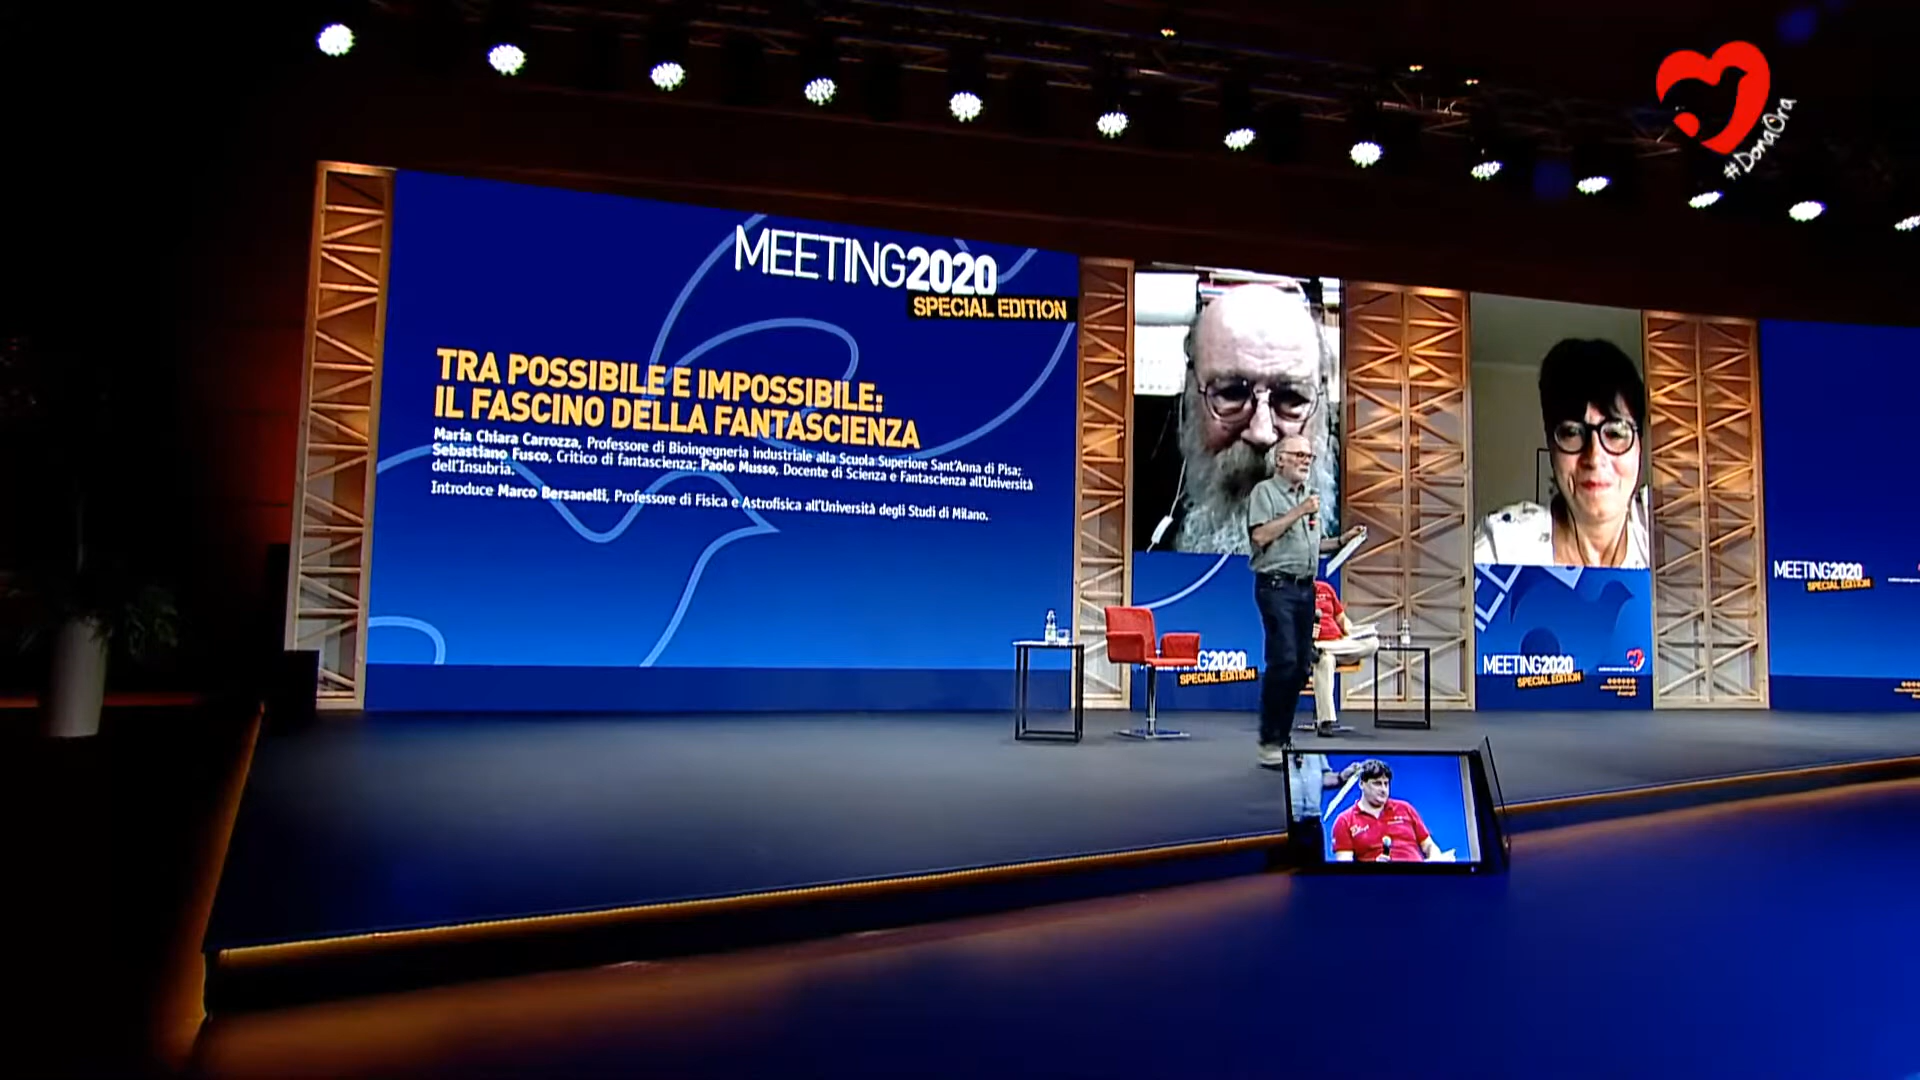 #DonaOra
MEETING2020
SPECIAL EDITION
TRA POSSIBILE E IMPOSSIBILE:
IL FASCINO DELLA FANTASCIENZA
Maria Chiara Carrozza, Professore di Bioingegneria industriale alla Scuola Superiore Sant'Anna di Pisa;
Sebastiano Fusco, Critico di fantascienza; Paolo Musso, Docente di Scienza e Fantascienza all'Università
dell'Insubria.
Introduce Marco Bersanelli, Professore di Fisica e Astrofisica all'Università degli Studi di Milano.
MEETING2020
SPECIAL EDITION
G2020
SPECIAL EDITION
MEETING2020
SPECIAL EDITION